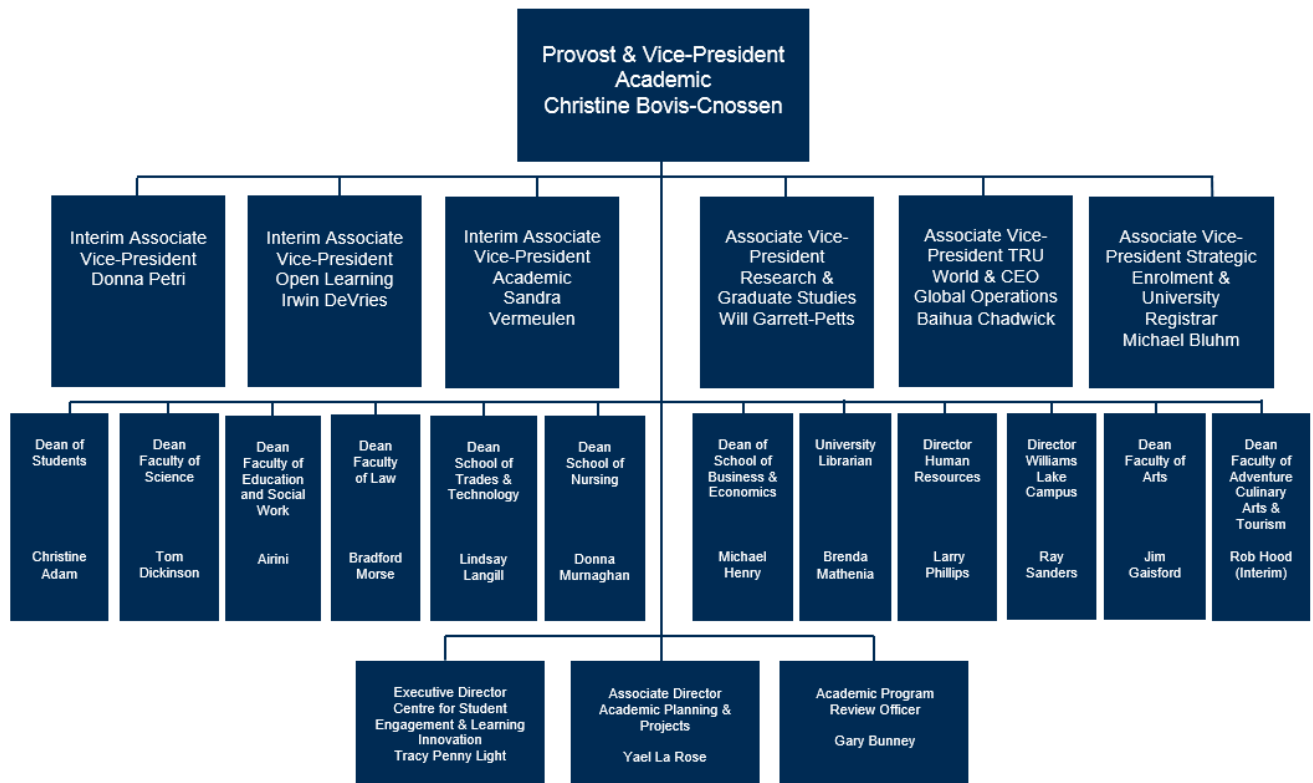 Provost & Vice-President
Academic
Christine Bovis-Cnossen
Interim Associate
Vice-President
Donna Petri
Interim Associate
Vice-President
Open Learning
Irwin DeVries
Interim Associate
Vice-President
Academic
Sandra
Vermeulen
Associate Vice-
President
Research &
Graduate Studies
Will Garrett-Petts
Associate Vice-
President TRU
World & CEO
Global Operations
Baihua Chadwick
Associate Vice-
President Strategic
Enrolment &
University
Registrar
Michael Bluhm
Dean of
Students
Christine
Adam
Dean
Faculty of
Science
Tom
Dickinson
Dean
Faculty of
Education
and Social
Work
Airini
Dean
Faculty
of Law
Bradford
Morse
Dean
School of
Trades &
Technology
Lindsay
Langill
Dean
School of
Nursing
Donna
Murnaghan
Dean of
School of
Business &
Economics
Michael
Henry
University
Librarian
Brenda
Mathenia
Director
Human
Resources
Larry
Phillips
Director
Williams
Lake
Campus
Ray
Sanders
Dean
Faculty of
Arts
Jim
Gaisford
Dean
Faculty of
Adventure
Culinary
Arts &
Tourism
Rob Hood
(Interim)
Executive Director
Centre for Student
Engagement & Learning
Innovation
Tracy Penny Light
Associate Director
Academic Planning &
Projects
Yael La Rose
Academic Program
Review Officer
Gary Bunney